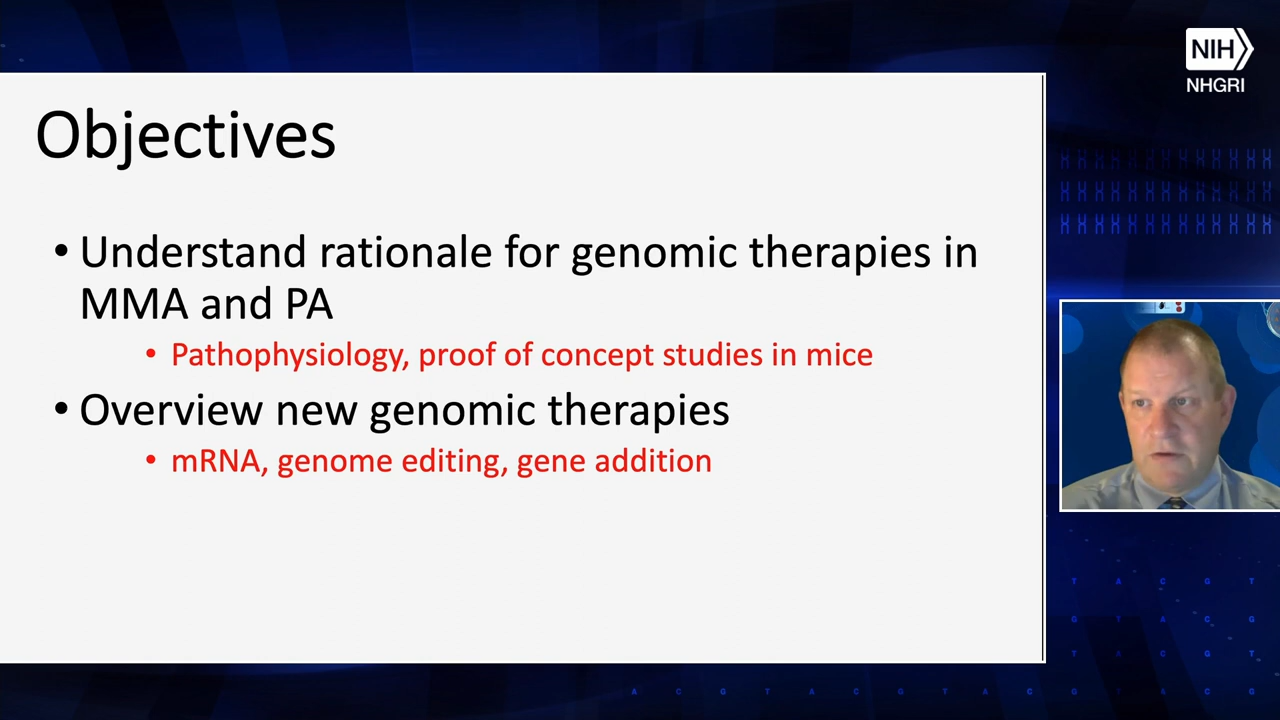 NIH
NHGRI
Objectives
• Understand rationale for genomic therapies in
MMA and PA
• Pathophysiology, proof of concept studies in mice
• Overview new genomic therapies
• mRNA, genome editing, gene addition
T A C G T
G T A C G
T A C G T
A C G T A C G T A C G T A C G